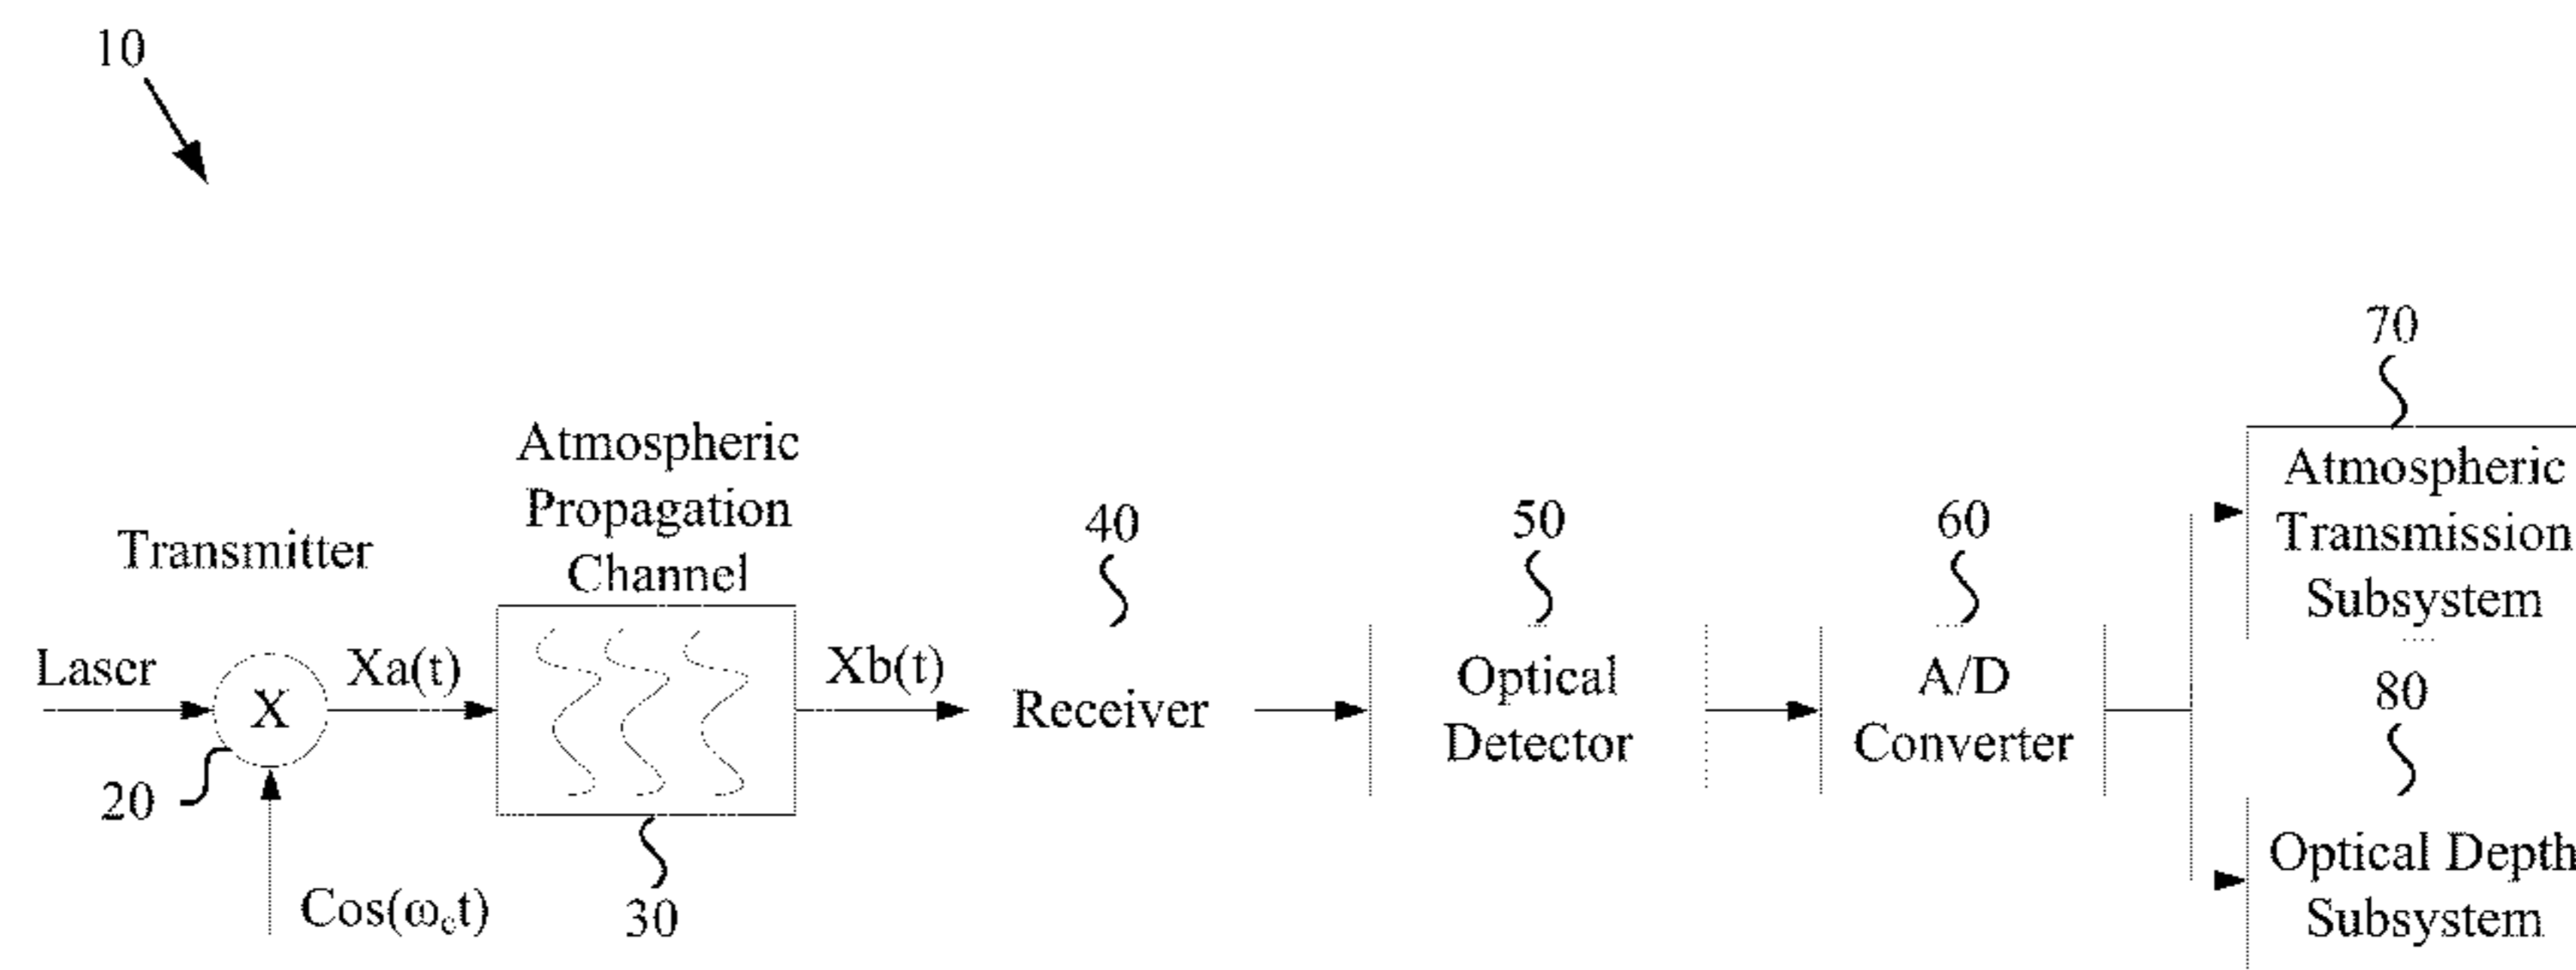 10
70
Atmospheric
Transmission
Subsystem
Atmospheric
Propagation
Channel
Transmitter
40
50
60
80
Laser
X
Xa(t)
Xb(t)
Receiver
Optical
Detector
A/D
Converter
20
Cos(ωct)
30
Optical Depth
Subsystem